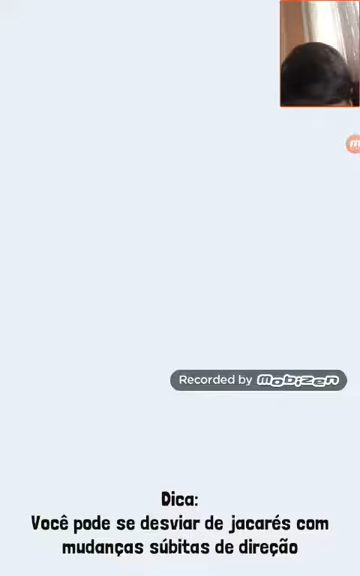 Recorded by mobizen
Dica:
Você pode se desviar de jacarés com
mudanças súbitas de direção